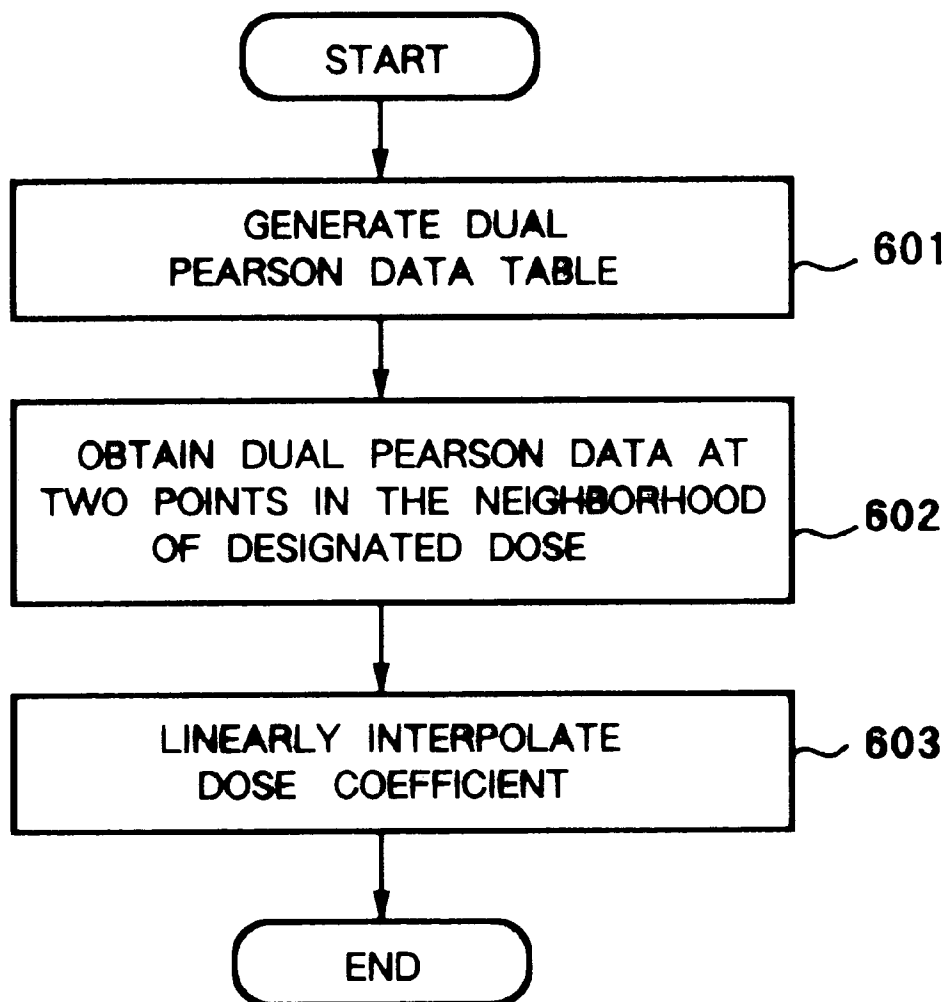 START
GENERATE DUAL
PEARSON DATA TABLE
601
OBTAIN DUAL PEARSON DATA AT
TWO POINTS IN THE NEIGHBORHOOD
OF DESIGNATED DOSE
602
LINEARLY INTERPOLATE
DOSE COEFFICIENT
603
END